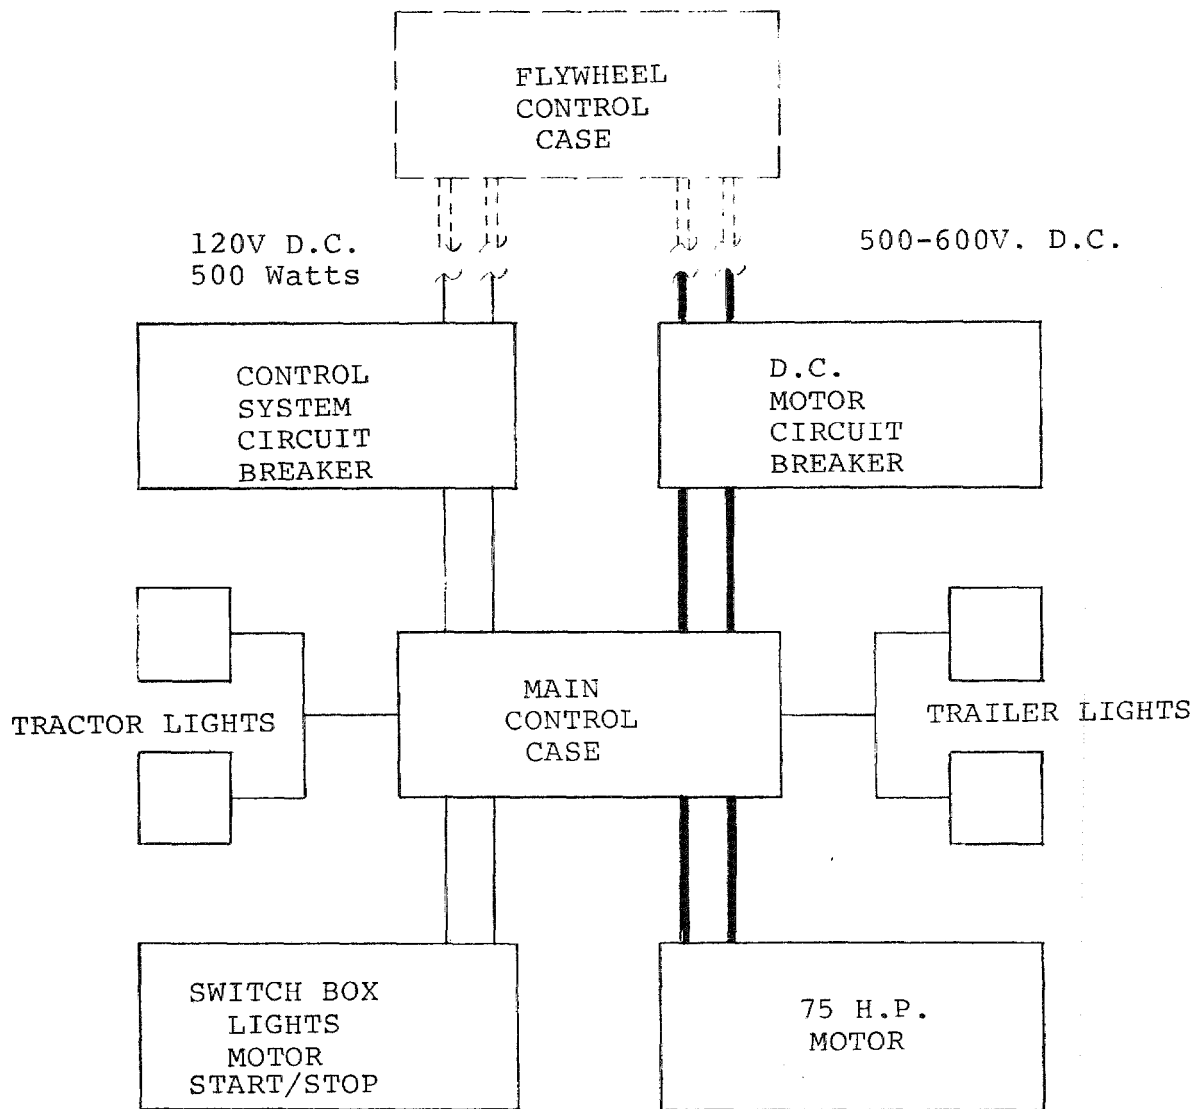 FLYWHEEL
CONTROL
CASE
120V D.C.
500 Watts
500-600V. D.C.
CONTROL
SYSTEM
CIRCUIT
BREAKER
D.C.
MOTOR
CIRCUIT
BREAKER
TRACTOR LIGHTS
MAIN
CONTROL
CASE
TRAILER LIGHTS
SWITCH BOX
LIGHTS
MOTOR
START/STOP
75 H.P.
MOTOR